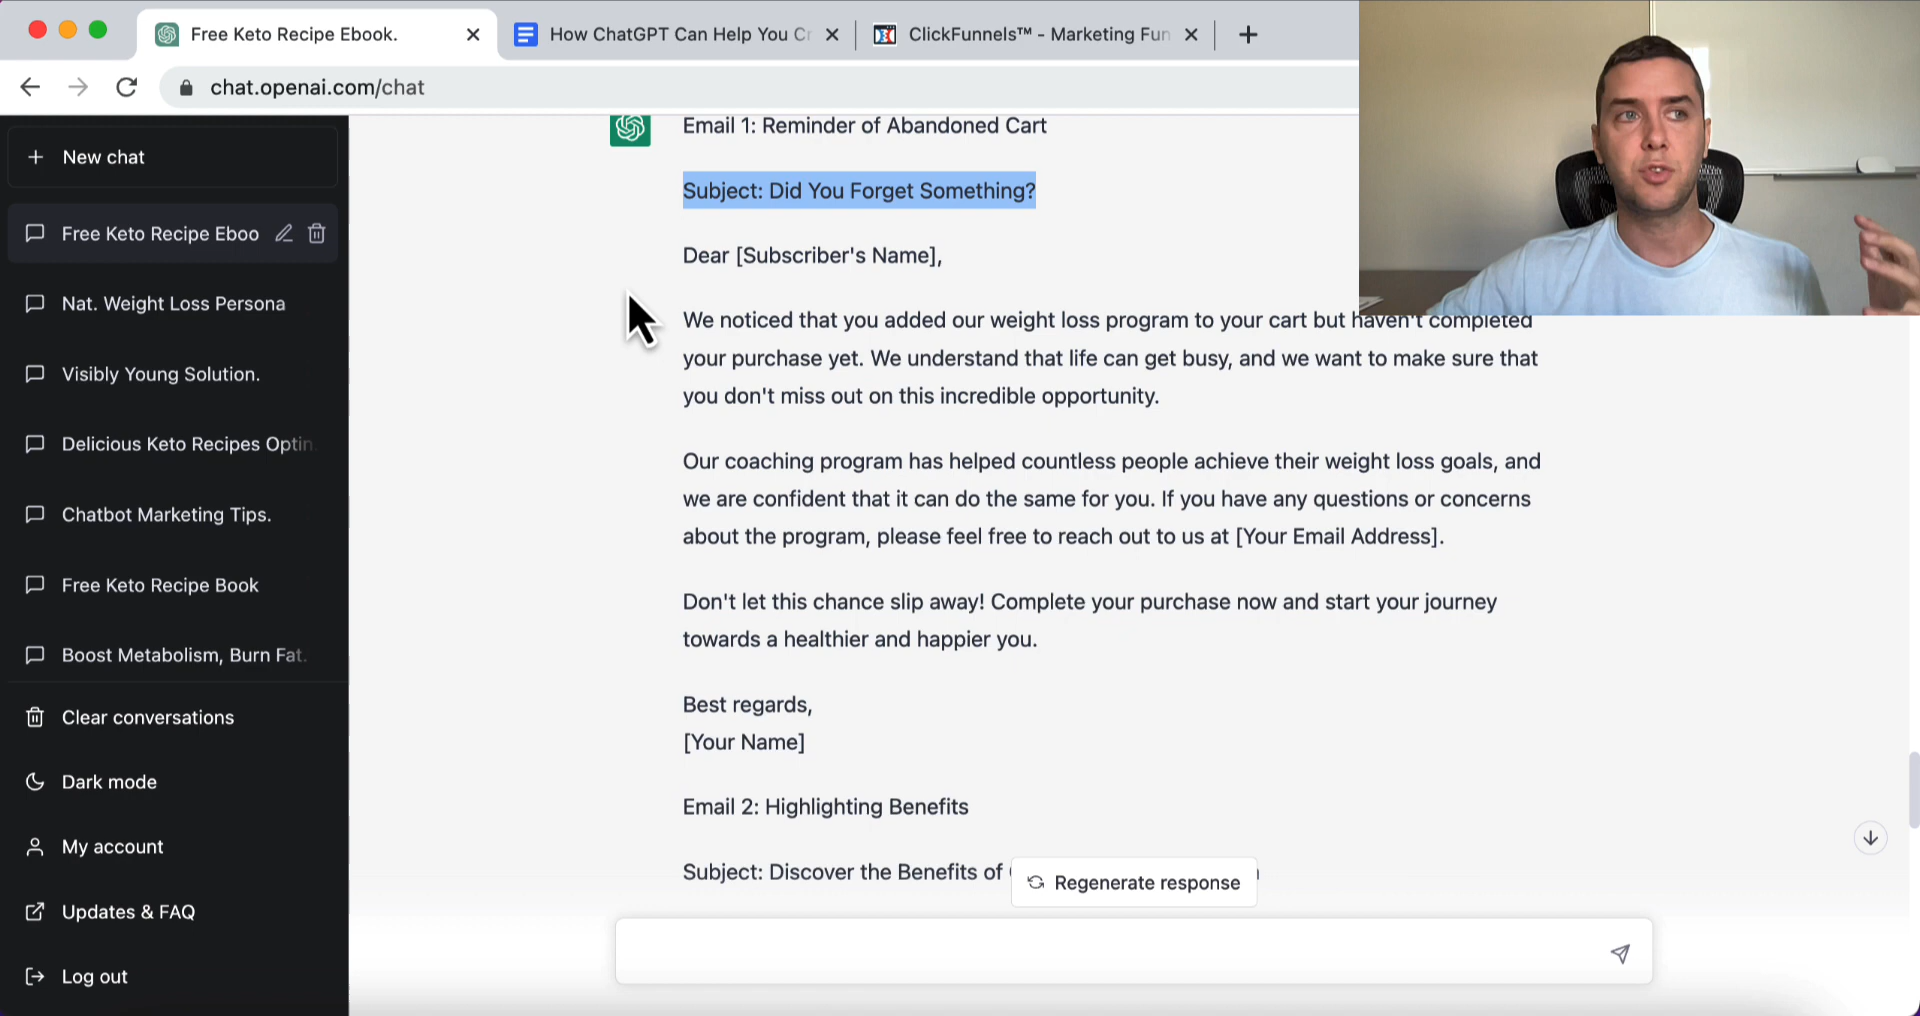 Free Keto Recipe Ebook.
How ChatGPT Can Help You Cr
ClickFunnels™ - Marketing Fun
chat.openai.com/chat
New chat
Free Keto Recipe Eboo
Nat. Weight Loss Persona
Visibly Young Solution.
Delicious Keto Recipes Optin
Chatbot Marketing Tips.
Free Keto Recipe Book
Boost Metabolism, Burn Fat.
Clear conversations
Dark mode
My account
Updates & FAQ
Log out
Email 1: Reminder of Abandoned Cart
Subject: Did You Forget Something?
Dear [Subscriber's Name],
We noticed that you added our weight loss program to your cart but haven't completed
your purchase yet. We understand that life can get busy, and we want to make sure that
you don't miss out on this incredible opportunity.
Our coaching program has helped countless people achieve their weight loss goals, and
we are confident that it can do the same for you. If you have any questions or concerns
about the program, please feel free to reach out to us at [Your Email Address].
Don't let this chance slip away! Complete your purchase now and start your journey
towards a healthier and happier you.
Best regards,
[Your Name]
Email 2: Highlighting Benefits
Subject: Discover the Benefits of
Regenerate response